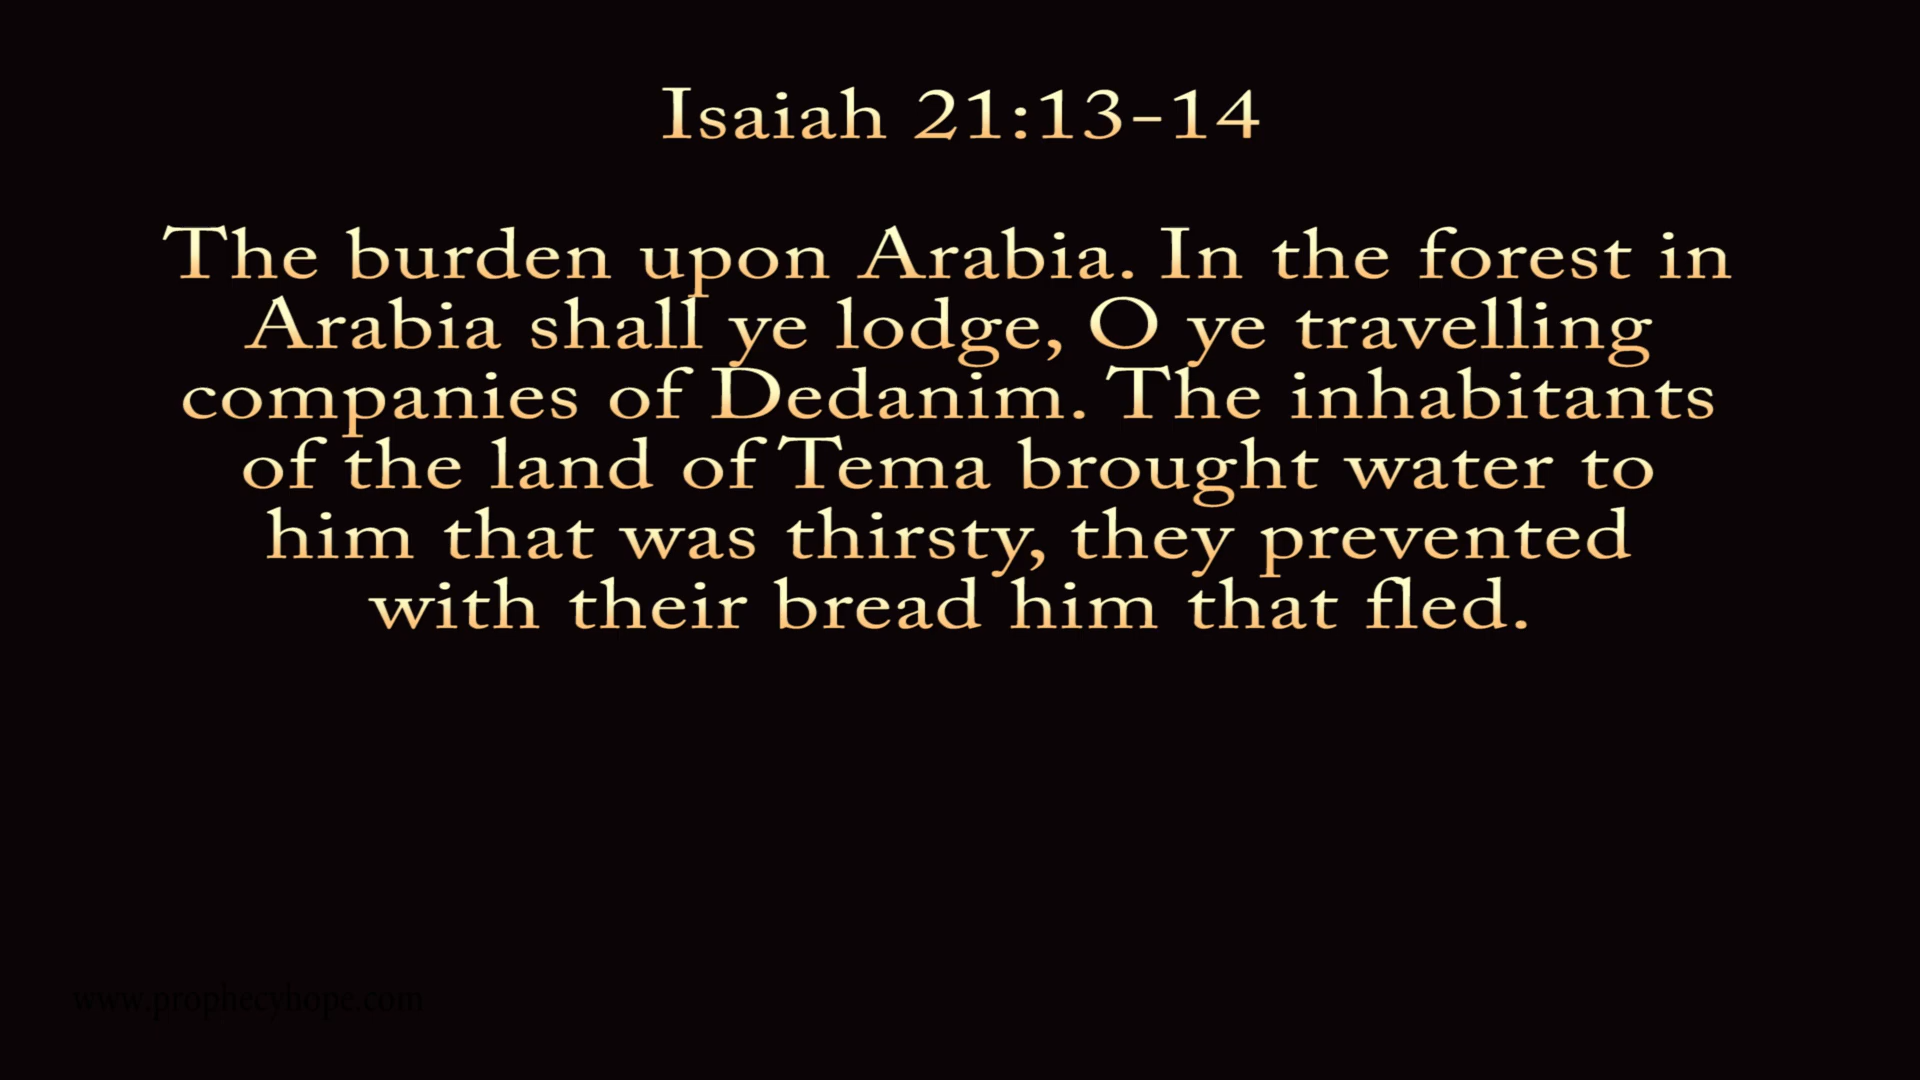 Isaiah 21:13-14
The burden upon Arabia. In the forest in
Arabia shall ye lodge, O ye travelling
companies of Dedanim. The inhabitants
of the land of Tema brought water to
him that was thirsty, they prevented
with their bread him that fled.
www.prophecyhope.com